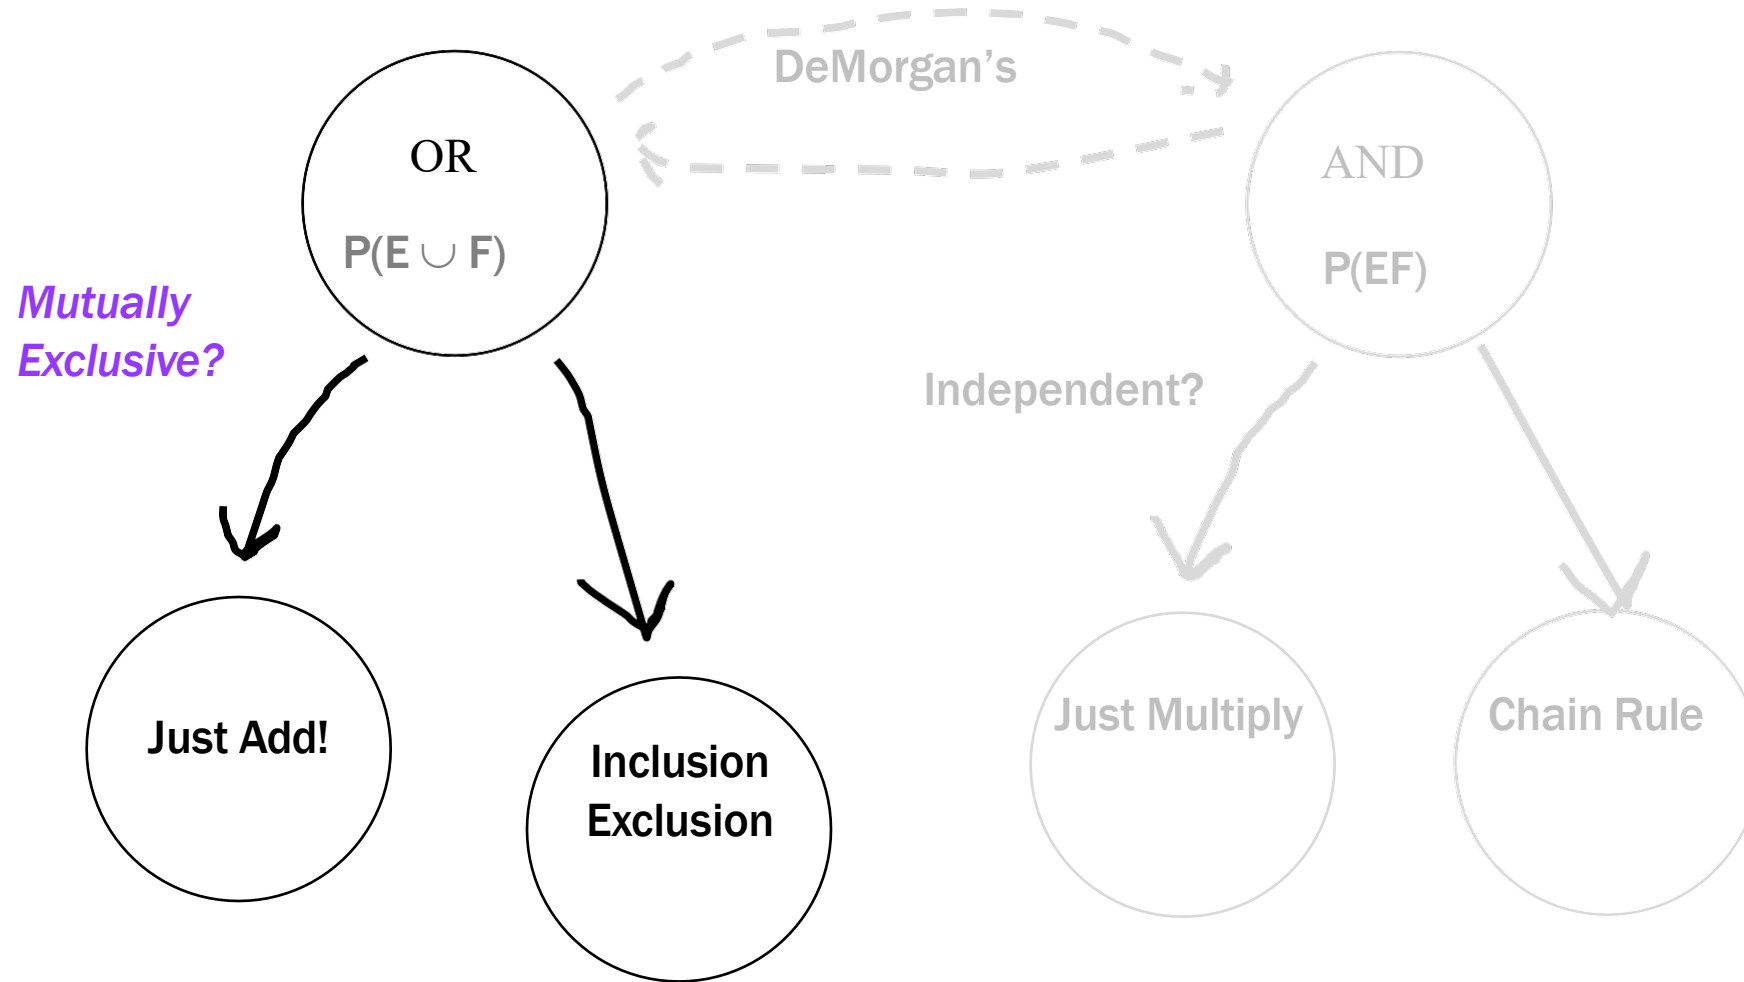 DeMorgan’s
OR
P(E ∪ F)
AND
P(EF)
Mutually
Exclusive?
Independent?
Just Add!
Inclusion
Exclusion
Just Multiply
Chain Rule